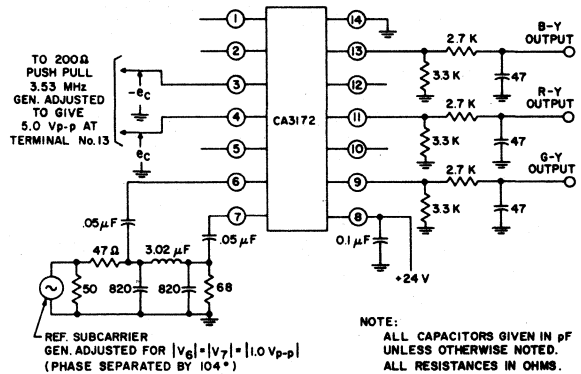 TO 200Ω
PUSH PULL
3.53 MHz
GEN. ADJUSTED
TO GIVE
5.0 Vp-p AT
TERMINAL No.13
-ec
ec
1
2
3
4
5
6
7
CA3172
14
13
12
11
10
9
8
B-Y
OUTPUT
2.7 K
3.3 K
47
R-Y
OUTPUT
2.7 K
3.3 K
47
G-Y
OUTPUT
2.7 K
3.3 K
47
0.1 μF
+24 V
.05μF
.05μF
47Ω
3.02 μF
50
820
820
68
REF. SUBCARRIER
GEN. ADJUSTED FOR |V6|=|V7|=|1.0 Vp-p|
(PHASE SEPARATED BY 104°)
NOTE:
ALL CAPACITORS GIVEN IN pF
UNLESS OTHERWISE NOTED.
ALL RESISTANCES IN OHMS.